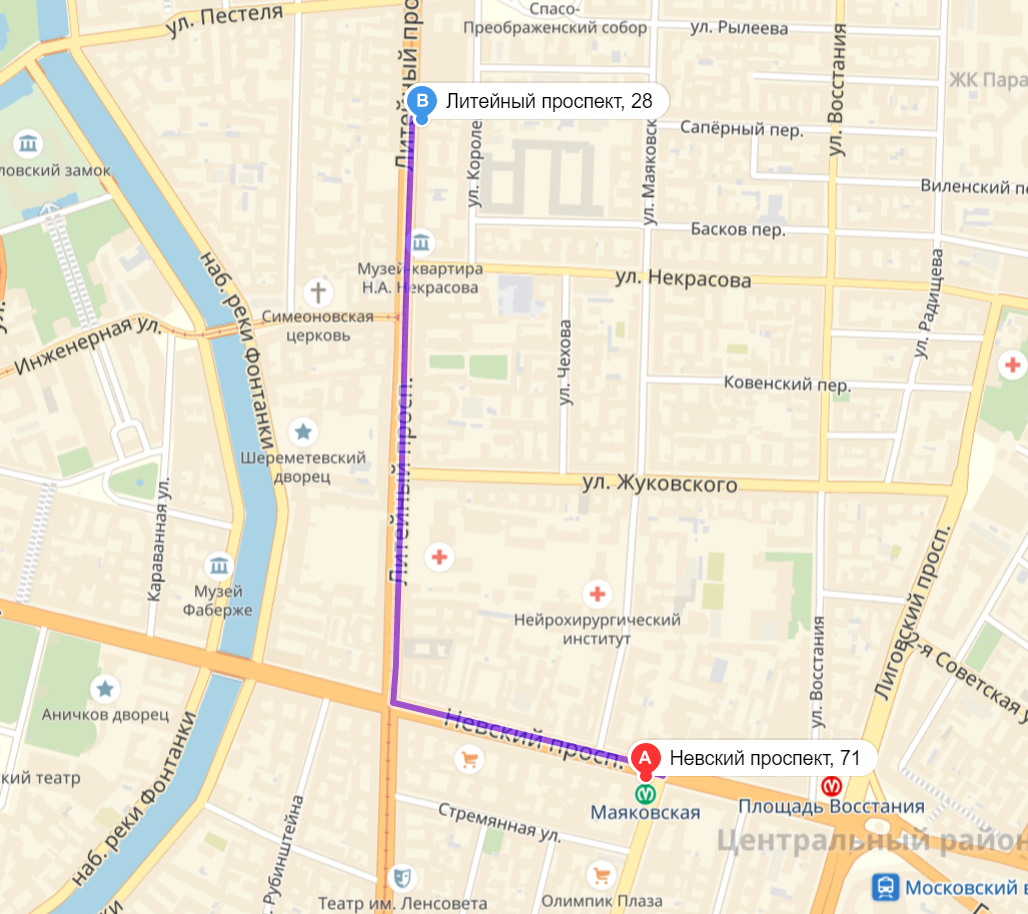 ул. Пестеля
Спасо-
Преображенский собор
ул. Рылеева
Литейный про
ЖК Пара
B
Литейный проспект, 28
ул. Короле
ул. Маяковск
ул. Восстания
Сапёрный пер.
ловский замок
Виленский пе
Басков пер.
Музей-квартира
Н.А. Некрасова
ул. Некрасова
наб. реки Фонтанки
ул. Радищева
Симеоновская
церковь
Инженерная ул.
ул. Чехова
Ковенский пер.
Литейный просп.
Шереметевский
дворец
ул. Жуковского
Караванная ул.
Литейный просп.
Музей
Фаберже
Нейрохирургический
институт
Лиговский просп.
2-я Советская у
ул. Восстания
Аничков дворец
Невский просп.
A
Невский проспект, 71
кий театр
наб. реки Фонтанки
Маяковская
Площадь Восстания
Стремянная ул.
Центральный район
. Рубинштейна
Театр им. Ленсовета
Олимпик Плаза
Московский в